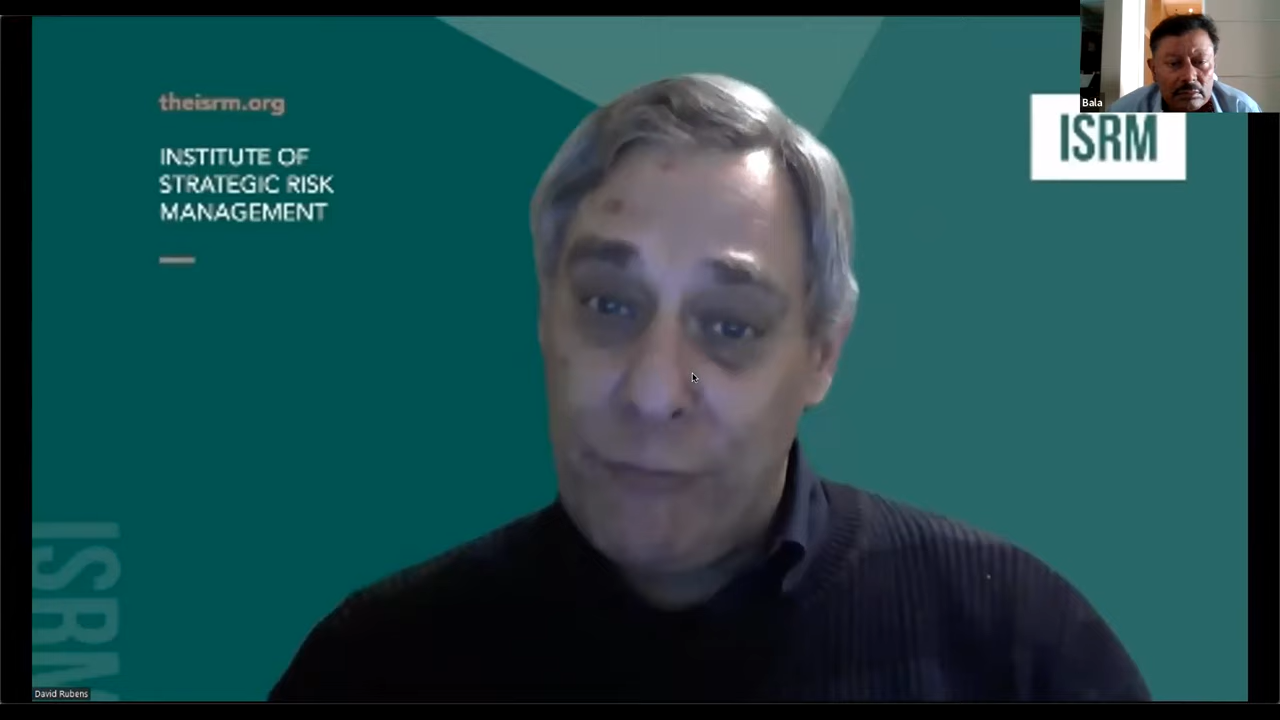 theisrm.org
INSTITUTE OF
STRATEGIC RISK
MANAGEMENT
Bala
ISRM
ISRM
David Rubens